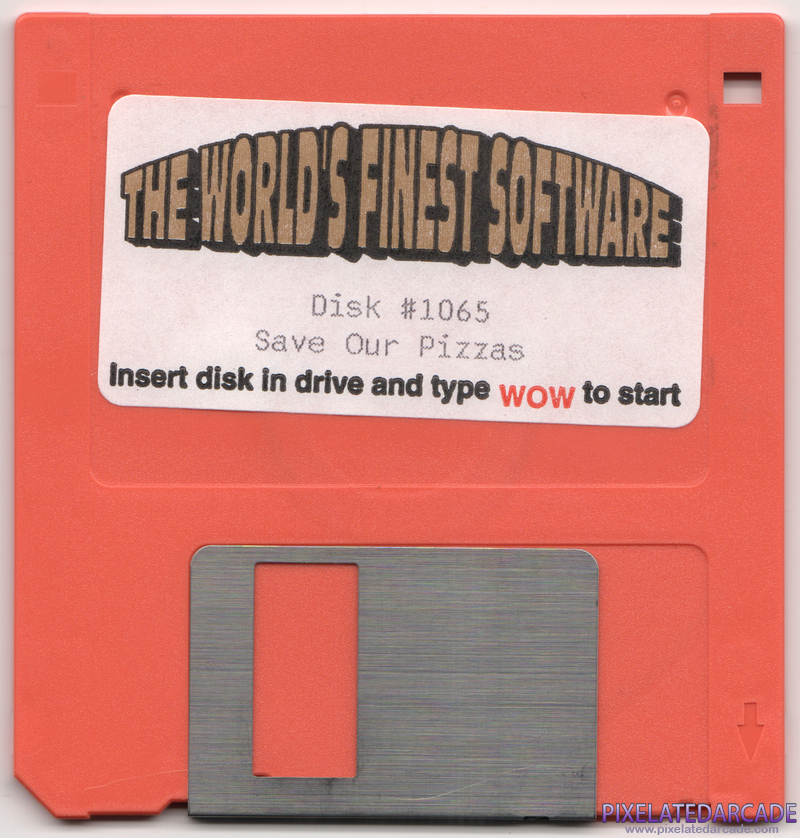 THE WORLD'S FINEST SOFTWARE
Disk #1065
Save Our Pizzas
Insert disk in drive and type WOW to start
PIXELATEDARCADE
www.pixelatedarcade.com